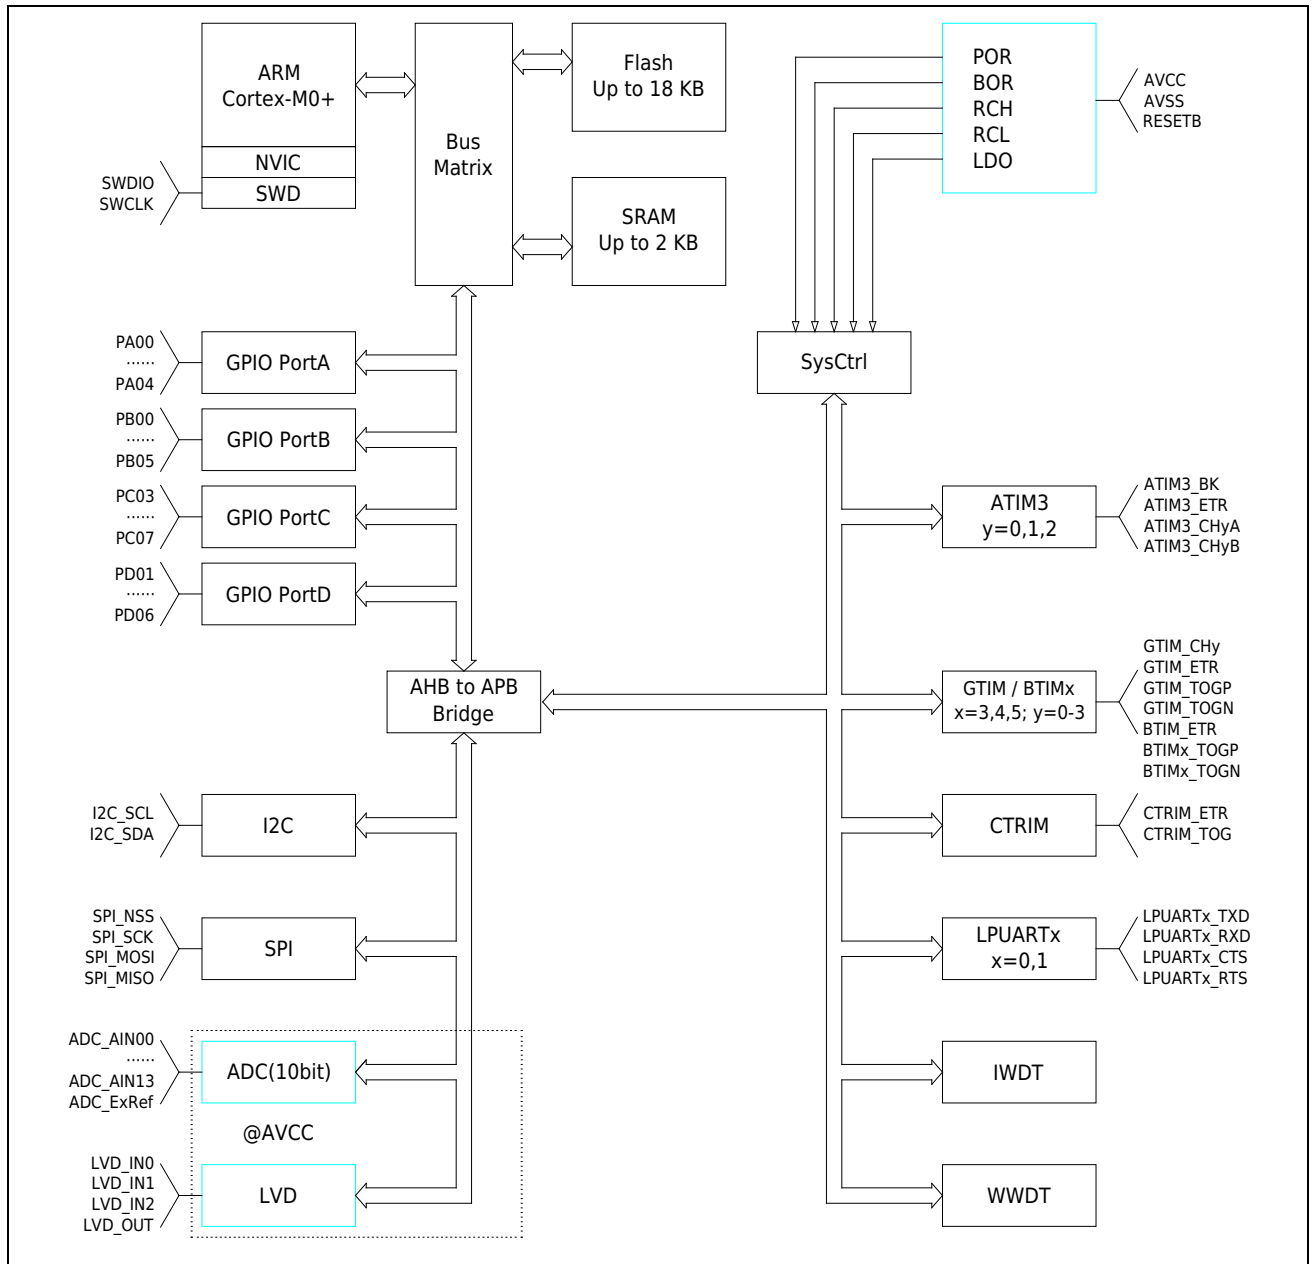 ARM
Cortex-M0+
NVIC
SWD
SWDIO
SWCLK
Bus
Matrix
Flash
Up to 18 KB
SRAM
Up to 2 KB
POR
BOR
RCH
RCL
LDO
AVCC
AVSS
RESETB
SysCtrl
PA00
......
PA04
GPIO PortA
PB00
......
PB05
GPIO PortB
PC03
......
PC07
GPIO PortC
PD01
......
PD06
GPIO PortD
AHB to APB
Bridge
ATIM3
y=0,1,2
ATIM3_BK
ATIM3_ETR
ATIM3_CHyA
ATIM3_CHyB
GTIM / BTIMx
x=3,4,5; y=0-3
GTIM_CHy
GTIM_ETR
GTIM_TOGP
GTIM_TOGN
BTIM_ETR
BTIMx_TOGP
BTIMx_TOGN
I2C_SCL
I2C_SDA
I2C
CTRIM
CTRIM_ETR
CTRIM_TOG
SPI_NSS
SPI_SCK
SPI_MOSI
SPI_MISO
SPI
LPUARTx
x=0,1
LPUARTx_TXD
LPUARTx_RXD
LPUARTx_CTS
LPUARTx_RTS
ADC_AIN00
......
ADC_AIN13
ADC_ExRef
ADC(10bit)
@AVCC
IWDT
LVD_IN0
LVD_IN1
LVD_IN2
LVD_OUT
LVD
WWDT